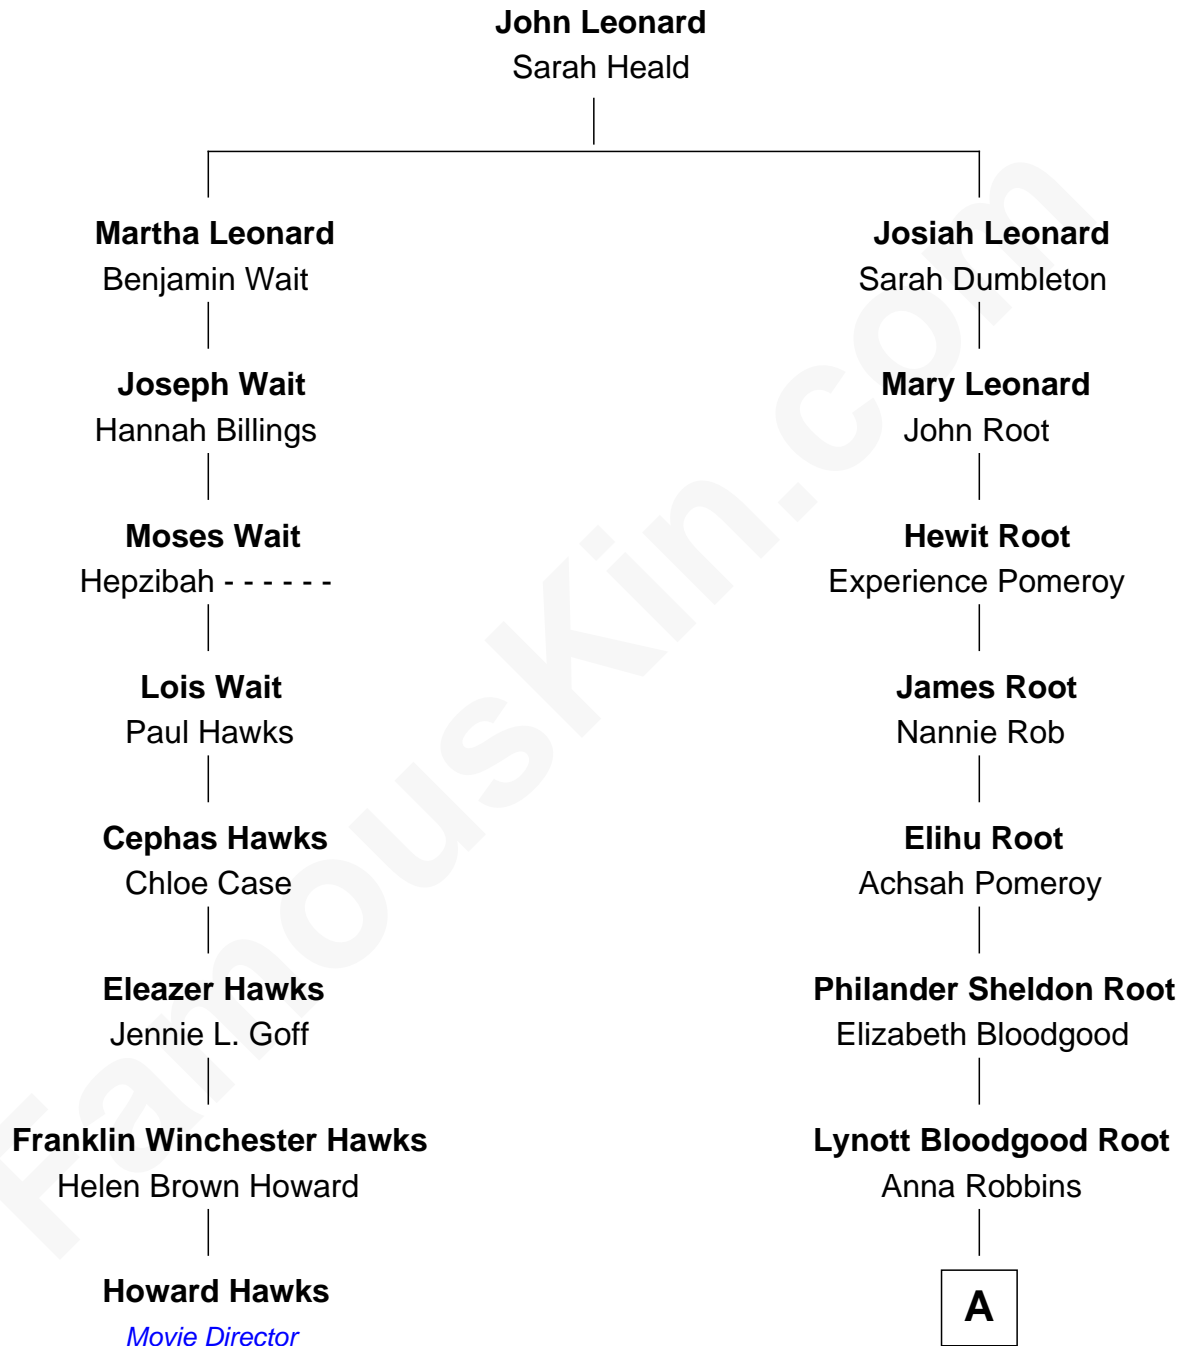 John Leonard
Sarah Heald
Martha Leonard
Benjamin Wait
Josiah Leonard
Sarah Dumbleton
Joseph Wait
Hannah Billings
Mary Leonard
John Root
Moses Wait
Hepzibah - - - - - -
Hewit Root
Experience Pomeroy
Lois Wait
Paul Hawks
James Root
Nannie Rob
Cephas Hawks
Chloe Case
Elihu Root
Achsah Pomeroy
Eleazer Hawks
Jennie L. Goff
Philander Sheldon Root
Elizabeth Bloodgood
Franklin Winchester Hawks
Helen Brown Howard
Lynott Bloodgood Root
Anna Robbins
Howard Hawks
Movie Director
A
FamousKin.com